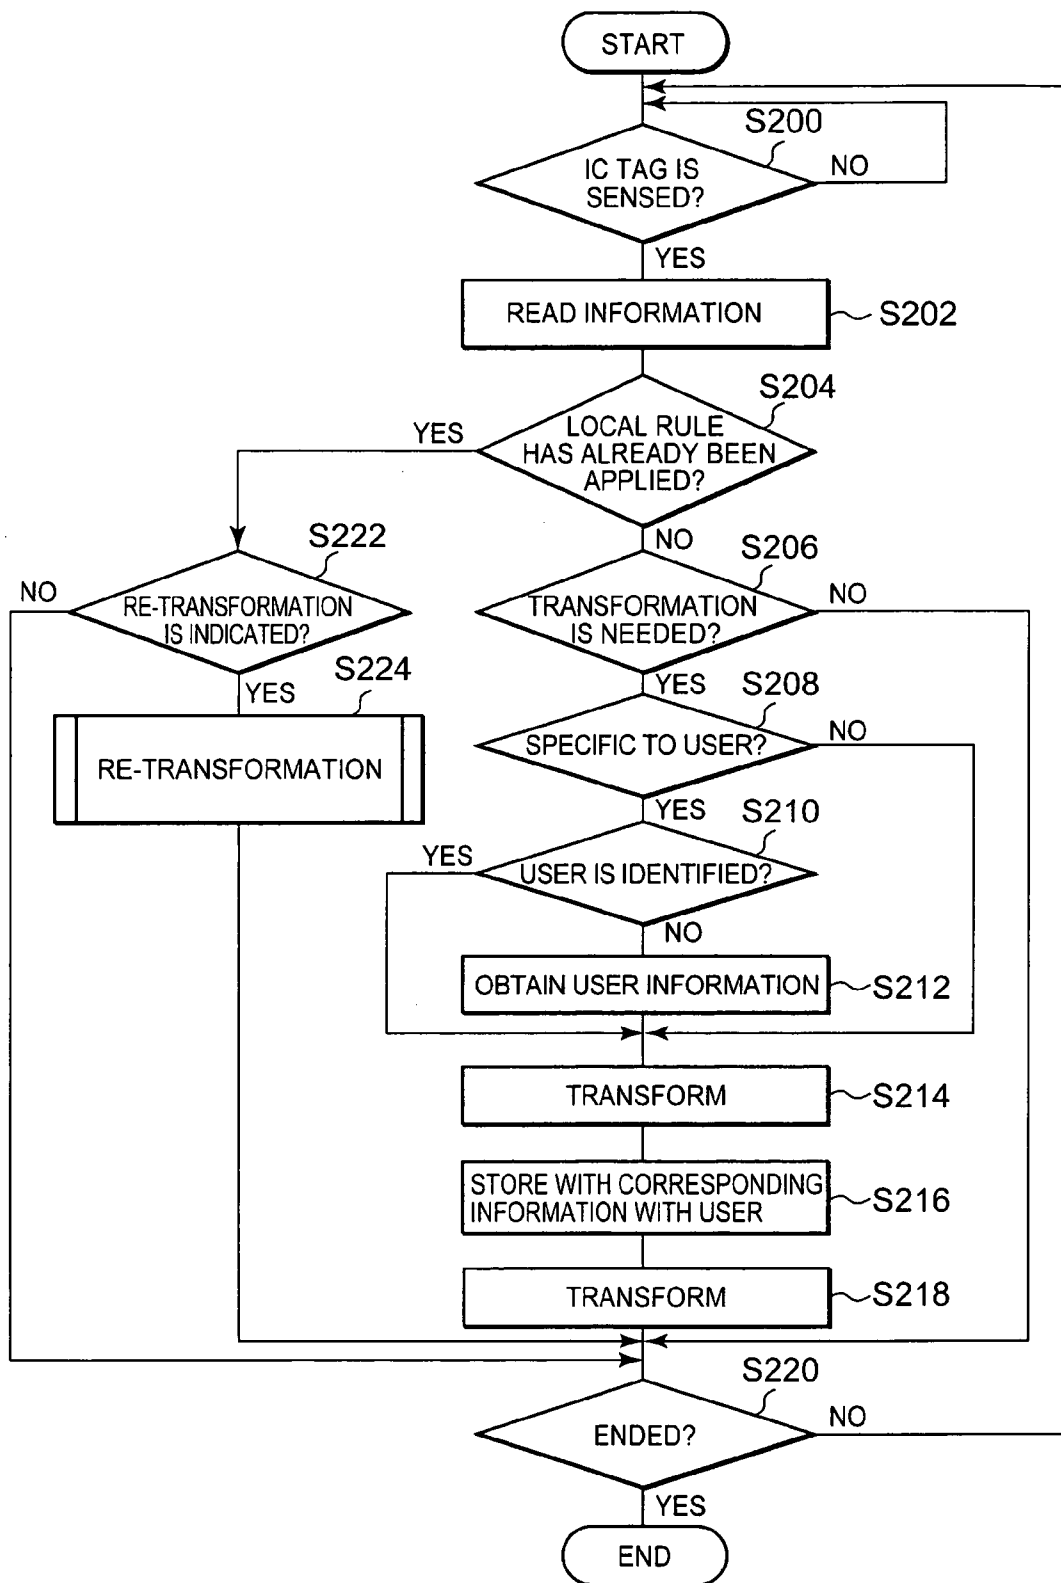 START
S200
IC TAG IS
SENSED?
NO
YES
READ INFORMATION
S202
S204
YES
LOCAL RULE
HAS ALREADY BEEN
APPLIED?
S222
NO
S206
NO
RE-TRANSFORMATION
IS INDICATED?
TRANSFORMATION
IS NEEDED?
NO
YES
S224
YES
S208
RE-TRANSFORMATION
SPECIFIC TO USER?
NO
YES
S210
YES
USER IS IDENTIFIED?
NO
OBTAIN USER INFORMATION
S212
TRANSFORM
S214
STORE WITH CORRESPONDING
INFORMATION WITH USER
S216
TRANSFORM
S218
S220
ENDED?
NO
YES
END